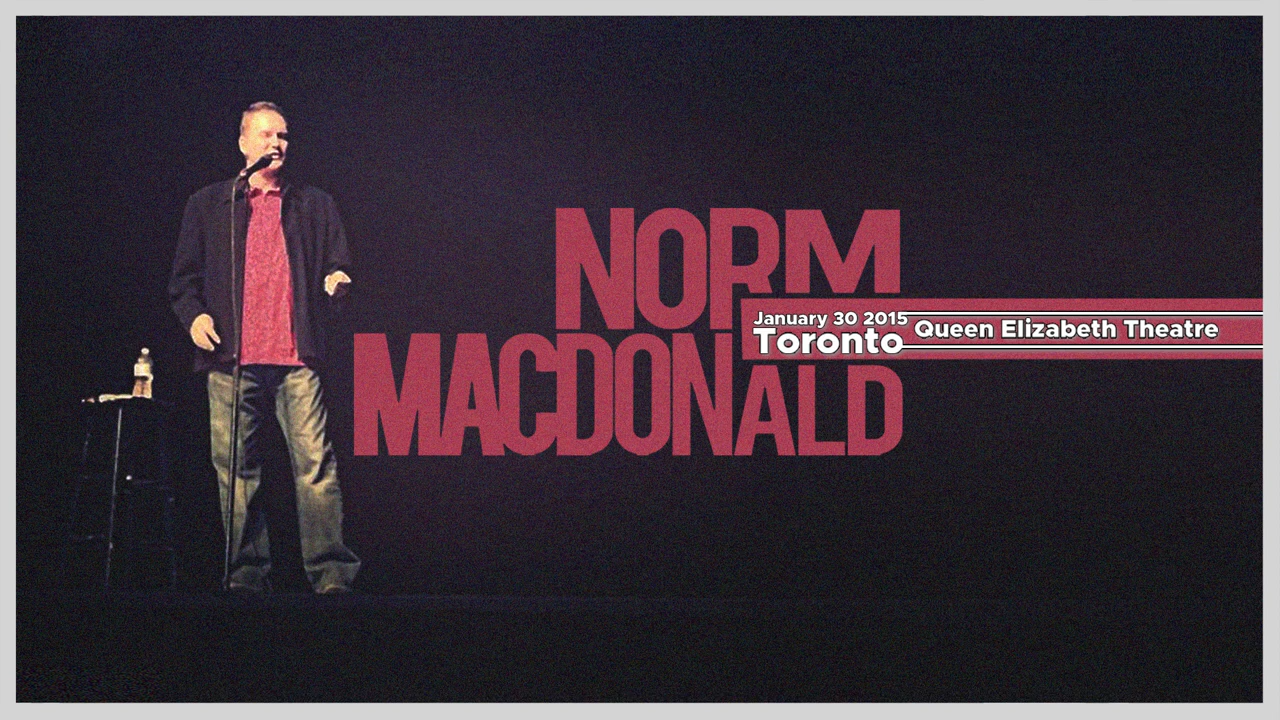 NORM
MACDONALD
January 30 2015
Toronto
Queen Elizabeth Theatre